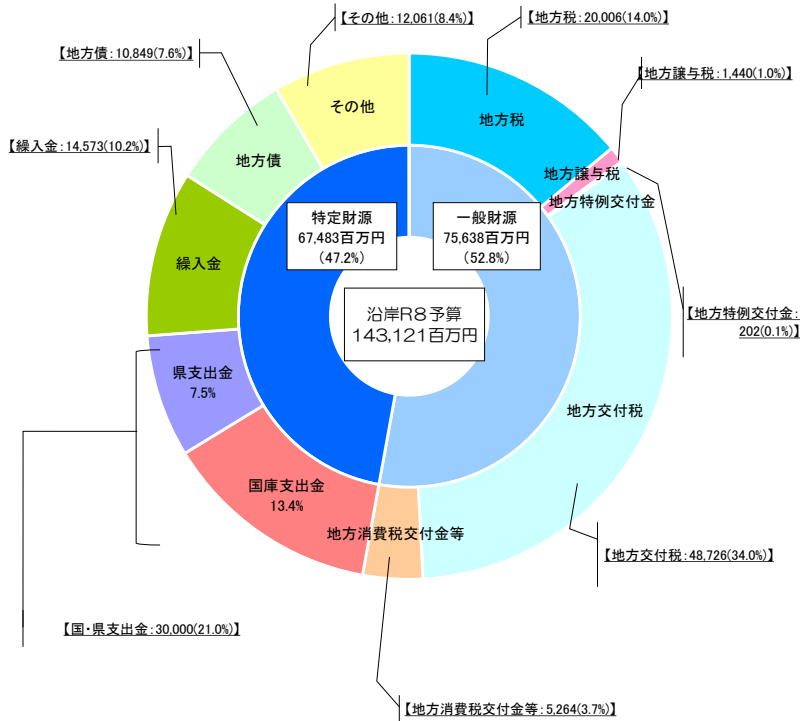 【その他:12,061(8.4%)】
【地方税:20,006(14.0%)】
【地方債:10,849(7.6%)】
【地方譲与税:1,440(1.0%)】
その他
地方税
【繰入金:14,573(10.2%)】
地方債
地方譲与税
地方特例交付金
特定財源
67,483百万円
(47.2%)
一般財源
75,638百万円
(52.8%)
繰入金
沿岸R8予算
143,121百万円
【地方特例交付金:
202(0.1%)】
県支出金
7.5%
地方交付税
国庫支出金
13.4%
地方消費税交付金等
【地方交付税:48,726(34.0%)】
【国・県支出金:30,000(21.0%)】
【地方消費税交付金等:5,264(3.7%)】